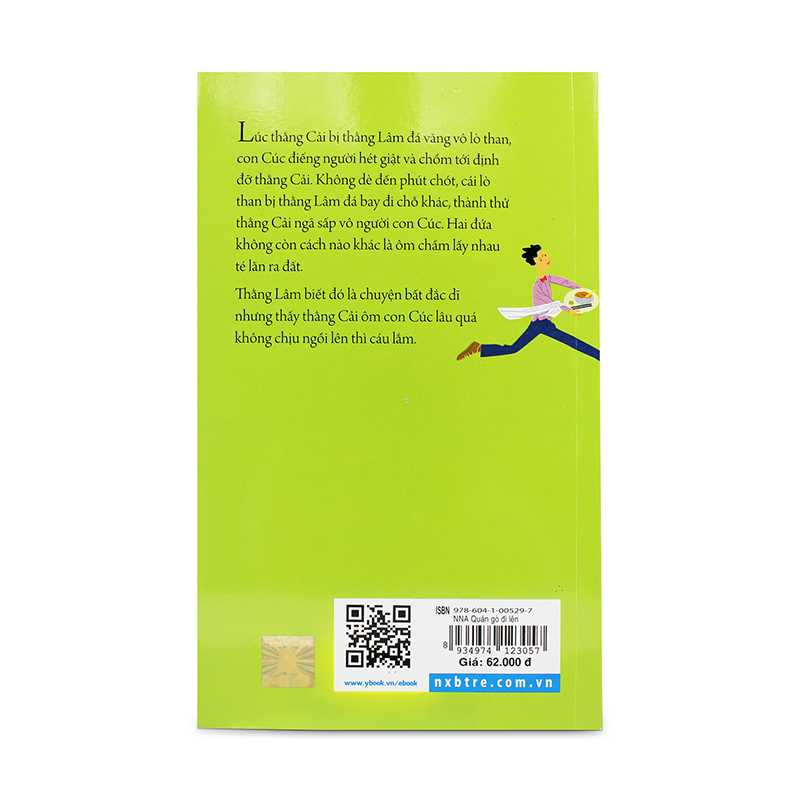 Lúc thằng Cải bị thằng Lâm đá văng vô lò than,
con Cúc điếng người hét giật và chồm tới định
đỡ thằng Cải. Không dè đến phút chót, cái lò
than bị thằng Lâm đá bay đi chỗ khác, thành thử
thằng Cải ngã sấp vô người con Cúc. Hai đứa
không còn cách nào khác là ôm chầm lấy nhau
té lăn ra đất.
Thằng Lâm biết đó là chuyện bất đắc dĩ
nhưng thấy thằng Cải ôm con Cúc lâu quá
không chịu ngồi lên thì cáu lắm.
ISBN 978-604-1-00529-7
NNA Quán gò đi lên
8 934974 123057
Giá: 62.000 đ
www.ybook.vn/ebook
nxbtre.com.vn